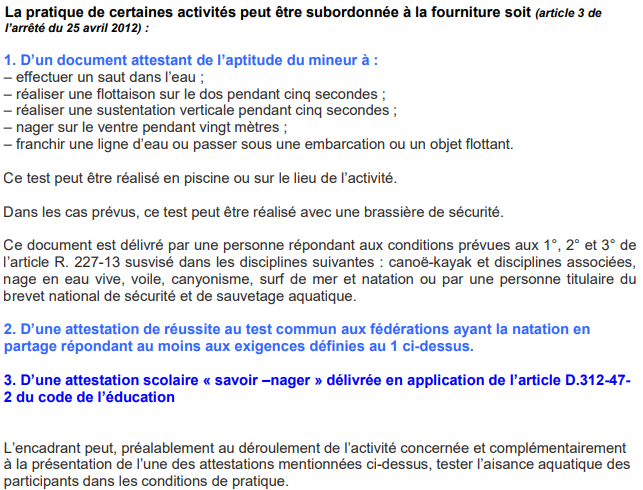 La pratique de certaines activités peut être subordonnée à la fourniture soit (article 3 de
l'arrêté du 25 avril 2012) :
1. D'un document attestant de l'aptitude du mineur à :
– effectuer un saut dans l'eau ;
– réaliser une flottaison sur le dos pendant cinq secondes ;
– réaliser une sustentation verticale pendant cinq secondes ;
– nager sur le ventre pendant vingt mètres ;
– franchir une ligne d'eau ou passer sous une embarcation ou un objet flottant.
Ce test peut être réalisé en piscine ou sur le lieu de l'activité.
Dans les cas prévus, ce test peut être réalisé avec une brassière de sécurité.
Ce document est délivré par une personne répondant aux conditions prévues aux 1°, 2° et 3° de
l'article R. 227-13 susvisé dans les disciplines suivantes : canoë-kayak et disciplines associées,
nage en eau vive, voile, canyonisme, surf de mer et natation ou par une personne titulaire du
brevet national de sécurité et de sauvetage aquatique.
2. D'une attestation de réussite au test commun aux fédérations ayant la natation en
partage répondant au moins aux exigences définies au 1 ci-dessus.
3. D'une attestation scolaire « savoir –nager » délivrée en application de l'article D.312-47-
2 du code de l'éducation
L'encadrant peut, préalablement au déroulement de l'activité concernée et complémentairement
à la présentation de l'une des attestations mentionnées ci-dessus, tester l'aisance aquatique des
participants dans les conditions de pratique.